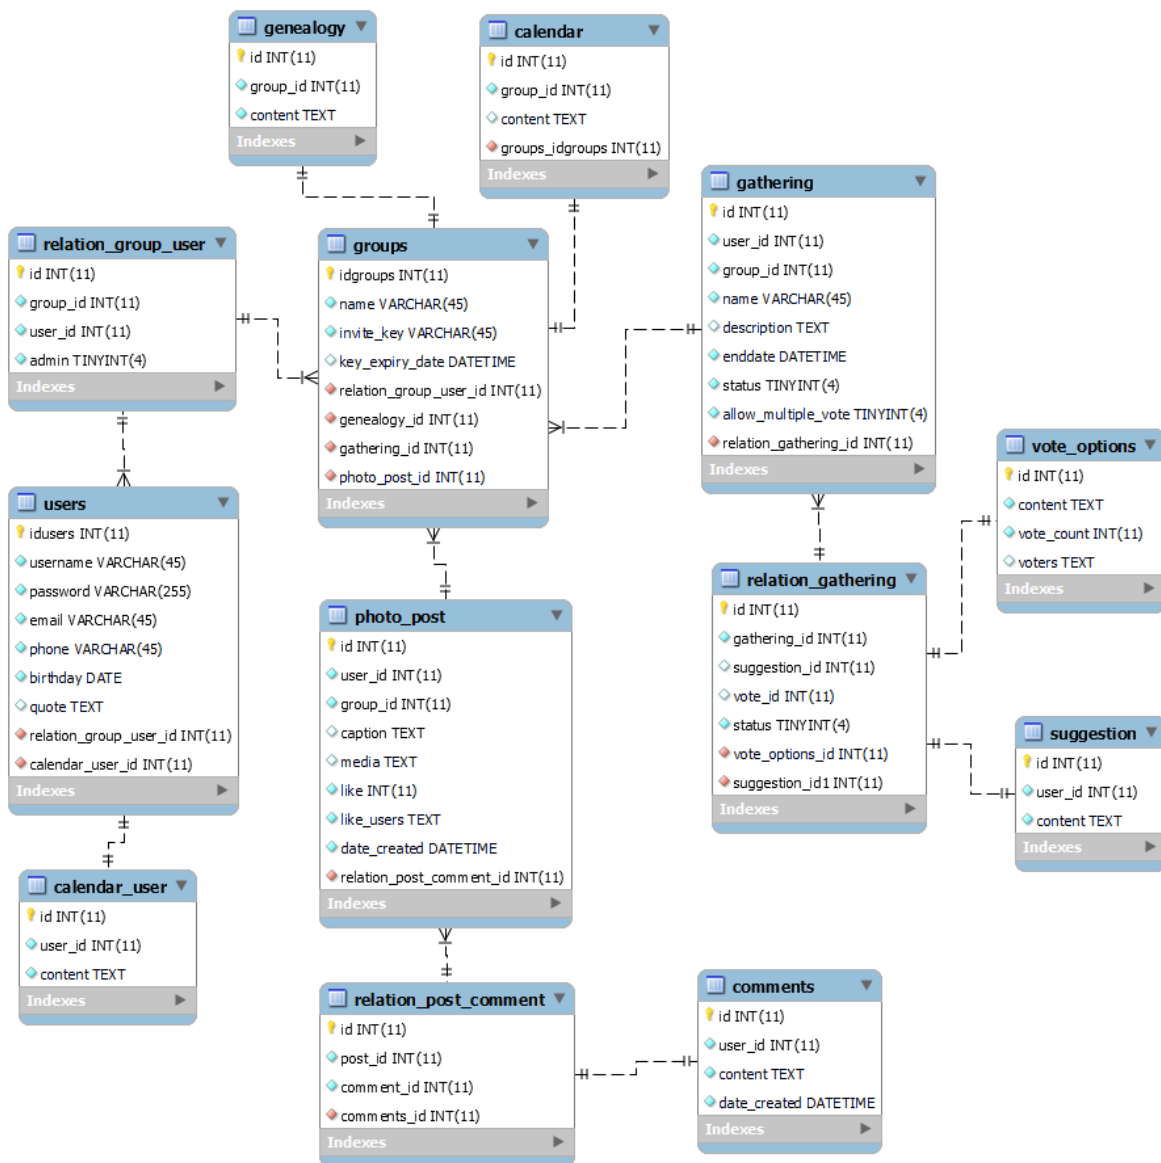 genealogy
id INT(11)
group_id INT(11)
content TEXT
Indexes
calendar
id INT(11)
group_id INT(11)
content TEXT
groups_idgroups INT(11)
Indexes
gathering
id INT(11)
user_id INT(11)
group_id INT(11)
name VARCHAR(45)
description TEXT
enddate DATETIME
status TINYINT(4)
allow_multiple_vote TINYINT(4)
relation_gathering_id INT(11)
Indexes
relation_group_user
id INT(11)
group_id INT(11)
user_id INT(11)
admin TINYINT(4)
Indexes
groups
idgroups INT(11)
name VARCHAR(45)
invite_key VARCHAR(45)
key_expiry_date DATETIME
relation_group_user_id INT(11)
genealogy_id INT(11)
gathering_id INT(11)
photo_post_id INT(11)
Indexes
vote_options
id INT(11)
content TEXT
vote_count INT(11)
voters TEXT
Indexes
users
idusers INT(11)
username VARCHAR(45)
password VARCHAR(255)
email VARCHAR(45)
phone VARCHAR(45)
birthday DATE
quote TEXT
relation_group_user_id INT(11)
calendar_user_id INT(11)
Indexes
relation_gathering
id INT(11)
gathering_id INT(11)
suggestion_id INT(11)
vote_id INT(11)
status TINYINT(4)
vote_options_id INT(11)
suggestion_id1 INT(11)
Indexes
photo_post
id INT(11)
user_id INT(11)
group_id INT(11)
caption TEXT
media TEXT
like INT(11)
like_users TEXT
date_created DATETIME
relation_post_comment_id INT(11)
Indexes
suggestion
id INT(11)
user_id INT(11)
content TEXT
Indexes
calendar_user
id INT(11)
user_id INT(11)
content TEXT
Indexes
relation_post_comment
id INT(11)
post_id INT(11)
comment_id INT(11)
comments_id INT(11)
Indexes
comments
id INT(11)
user_id INT(11)
content TEXT
date_created DATETIME
Indexes